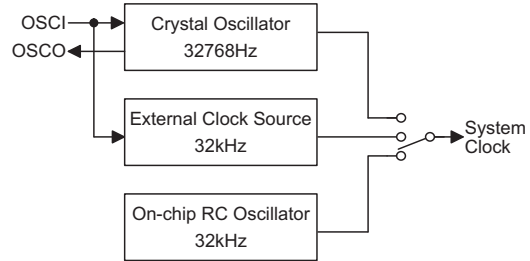 OSCI
OSCO
Crystal Oscillator
32768Hz
External Clock Source
32kHz
On-chip RC Oscillator
32kHz
System
Clock